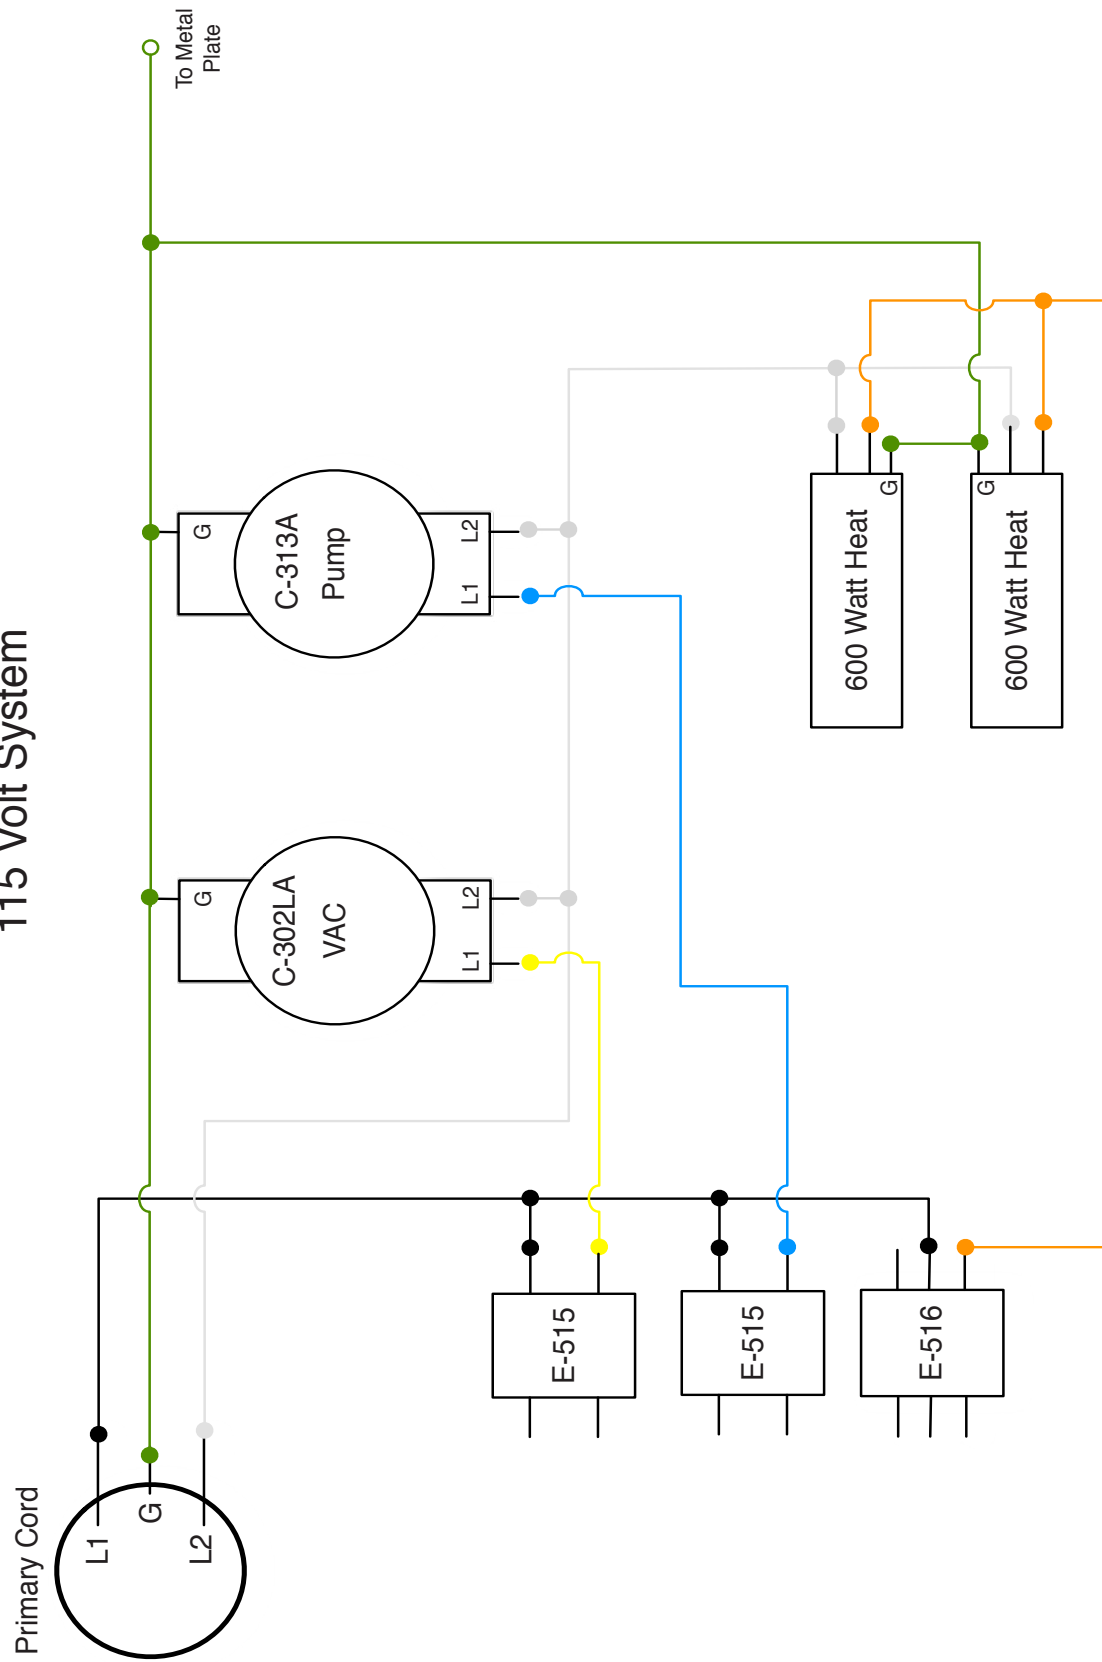 115 Volt System
Primary Cord
L1
G
L2
To Metal
Plate
G
C-302LA
VAC
L1
L2
G
C-313A
Pump
L1
L2
E-515
E-515
E-516
G
600 Watt Heat
G
600 Watt Heat